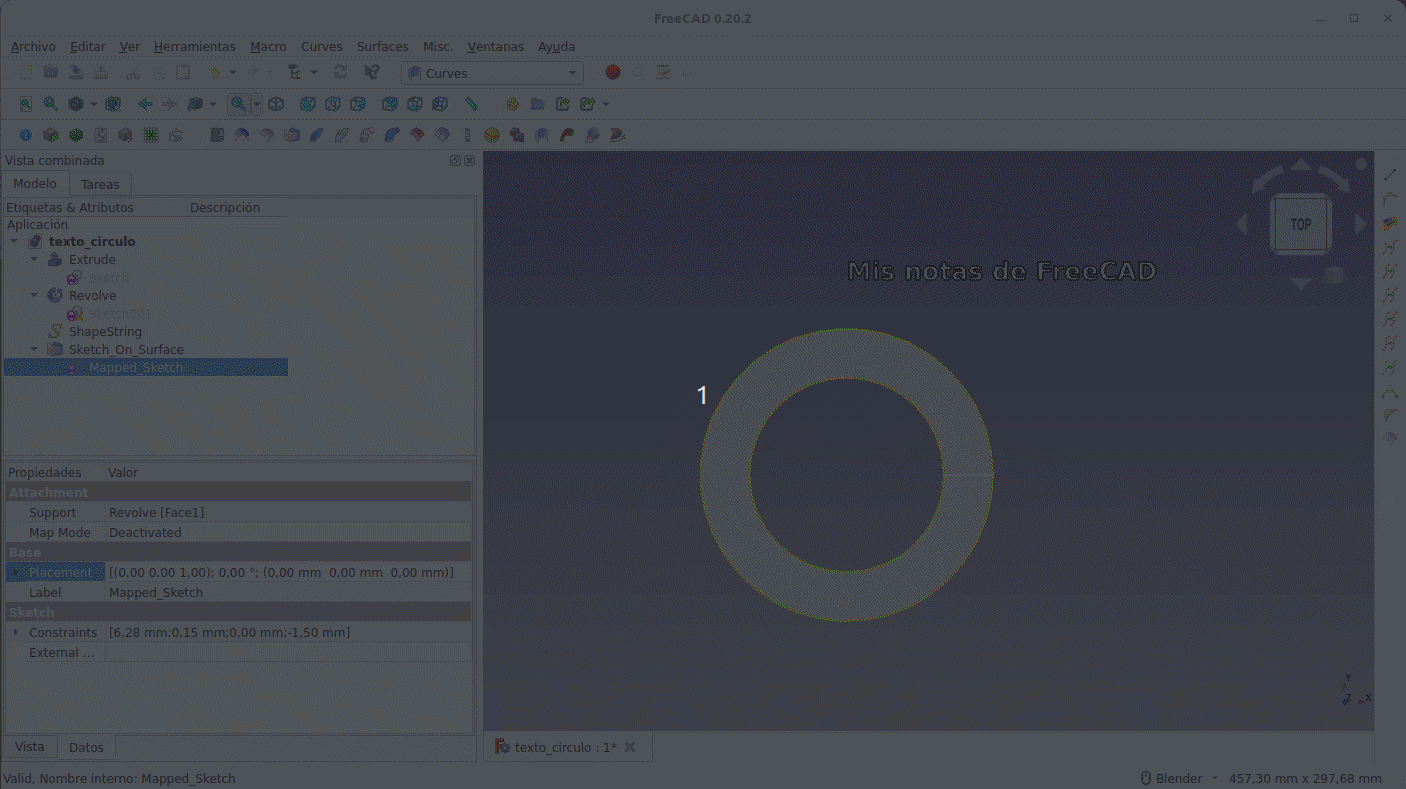 FreeCAD 0.20.2
Archivo Editar Ver Herramientas Macro Curves Surfaces Misc. Ventanas Ayuda
Curves
Vista combinada
Modelo Tareas
Etiquetas & Atributos Descripción
Aplicación
texto_circulo
Extrude
Sketch
Revolve
Sketch001
ShapeString
Sketch_On_Surface
Mapped_Sketch
TOP
Mis notas de FreeCAD
1
Propiedades Valor
Attachment
Support Revolve [Face1]
Map Mode Deactivated
Base
Placement [(0,00 0,00 1,00); 0,00 °; (0,00 mm 0,00 mm 0,00 mm)]
Label Mapped_Sketch
Sketch
Constraints [6,28 mm;0,15 mm;0,00 mm;-1,50 mm]
External ...
Y
Z X
Vista Datos
texto_circulo : 1*
Valid, Nombre interno: Mapped_Sketch
Blender 457,30 mm x 297,68 mm